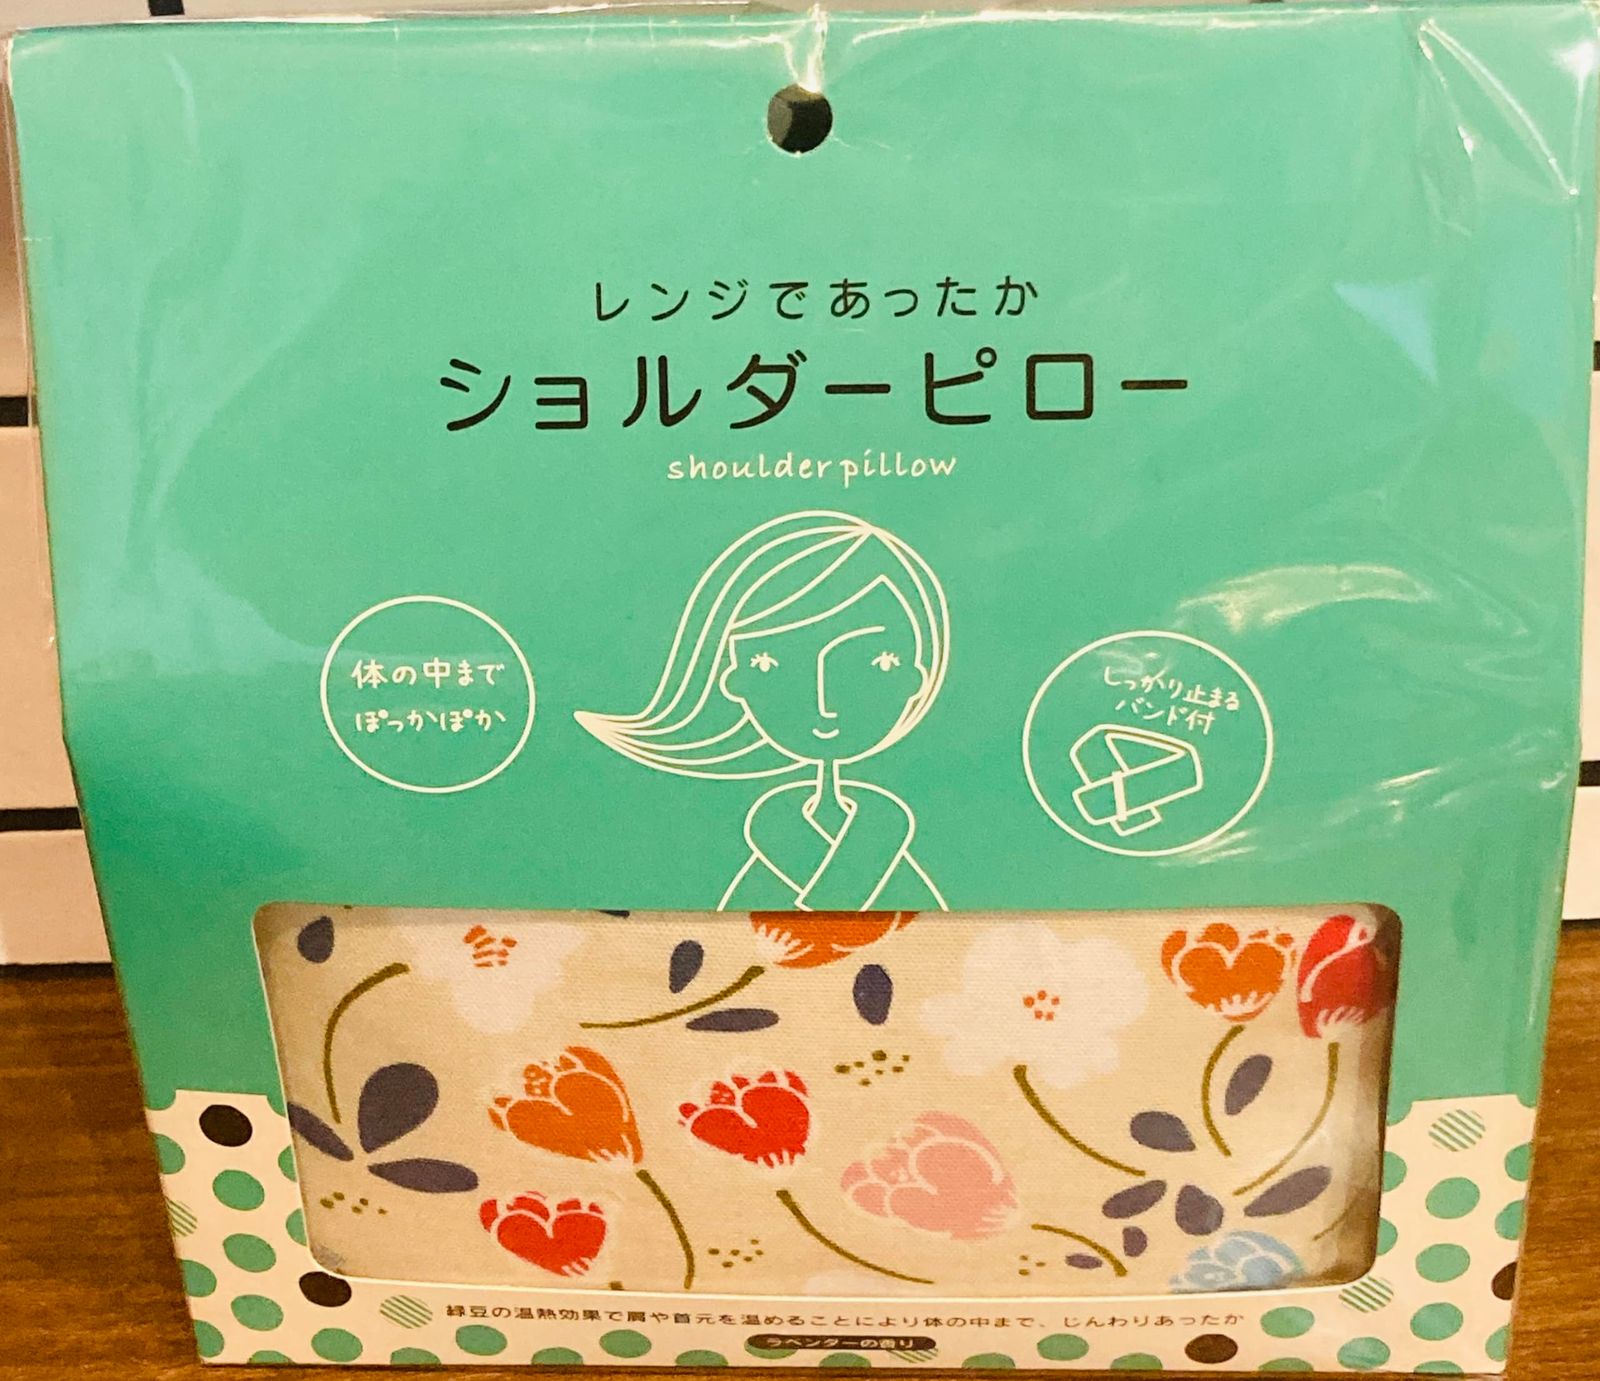 レンジであったか
ショルダーピロー
shoulder pillow
体の中まで
ぽっかぽか
しっかり止まる
バンド付
緑豆の温熱効果で肩や首元を温めることにより体の中まで、じんわりあったか
ラベンダーの香り